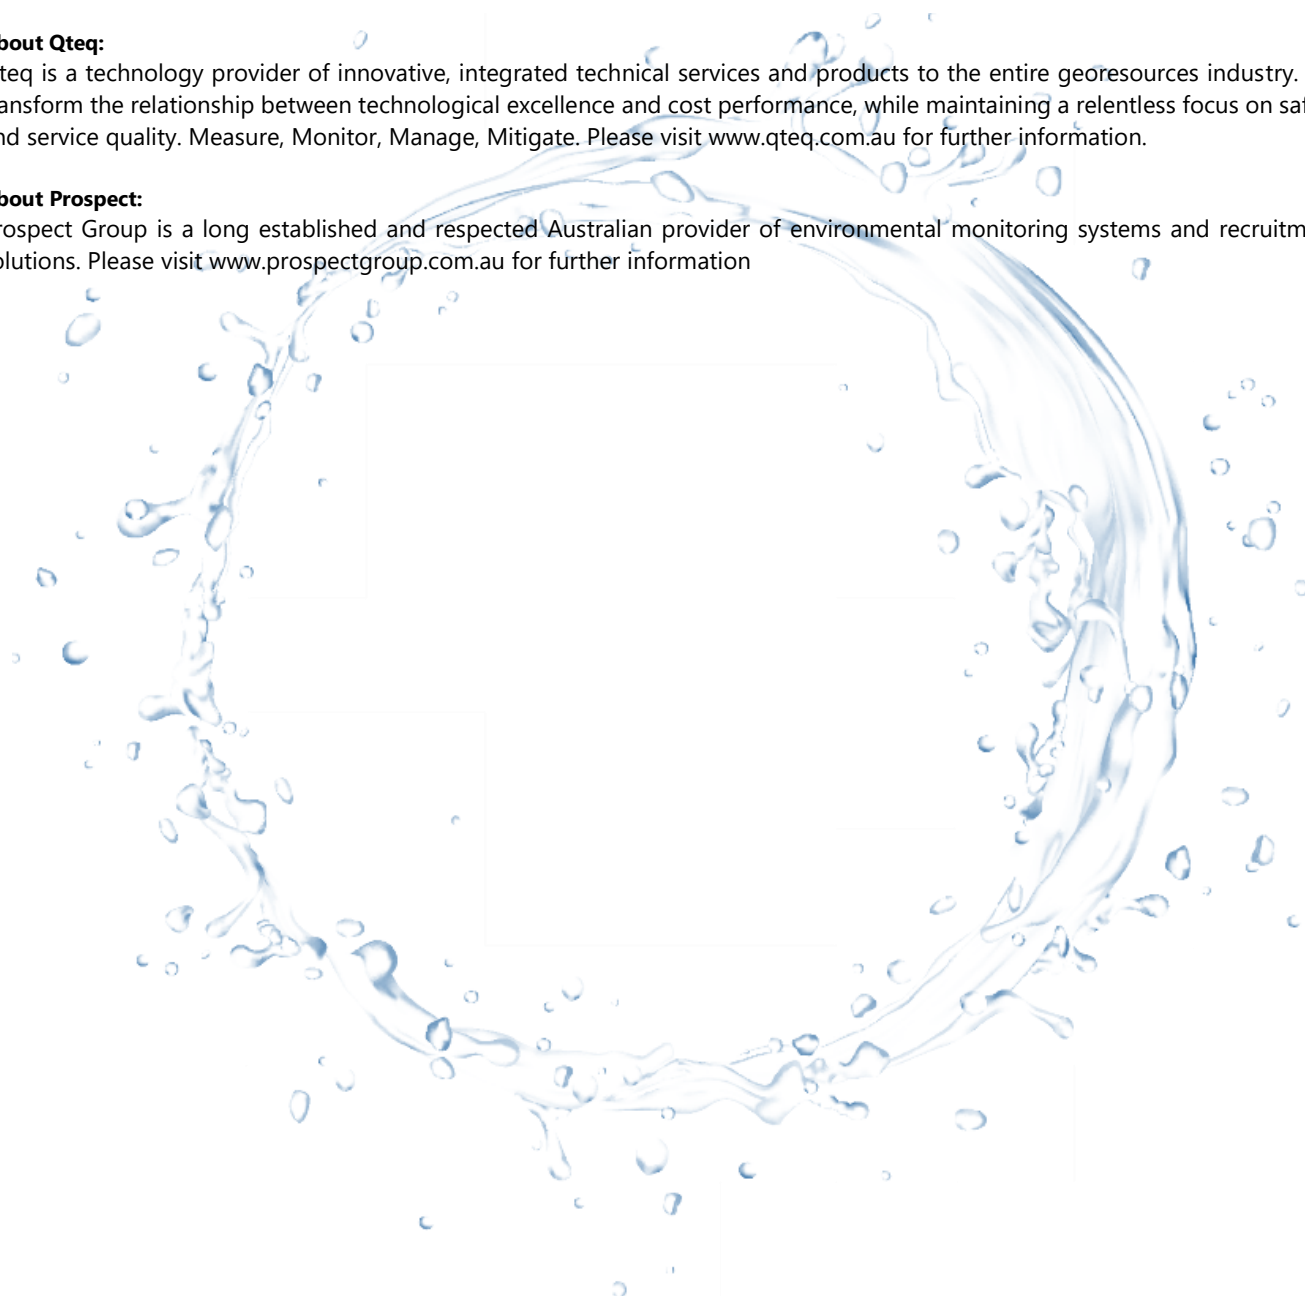 bout Qteq:
teq is a technology provider of innovative, integrated technical services and products to the entire georesources industry.
ansform the relationship between technological excellence and cost performance, while maintaining a relentless focus on saf
nd service quality. Measure, Monitor, Manage, Mitigate. Please visit www.qteq.com.au for further information.
bout Prospect:
rospect Group is a long established and respected Australian provider of environmental monitoring systems and recruitm
olutions. Please visit www.prospectgroup.com.au for further information